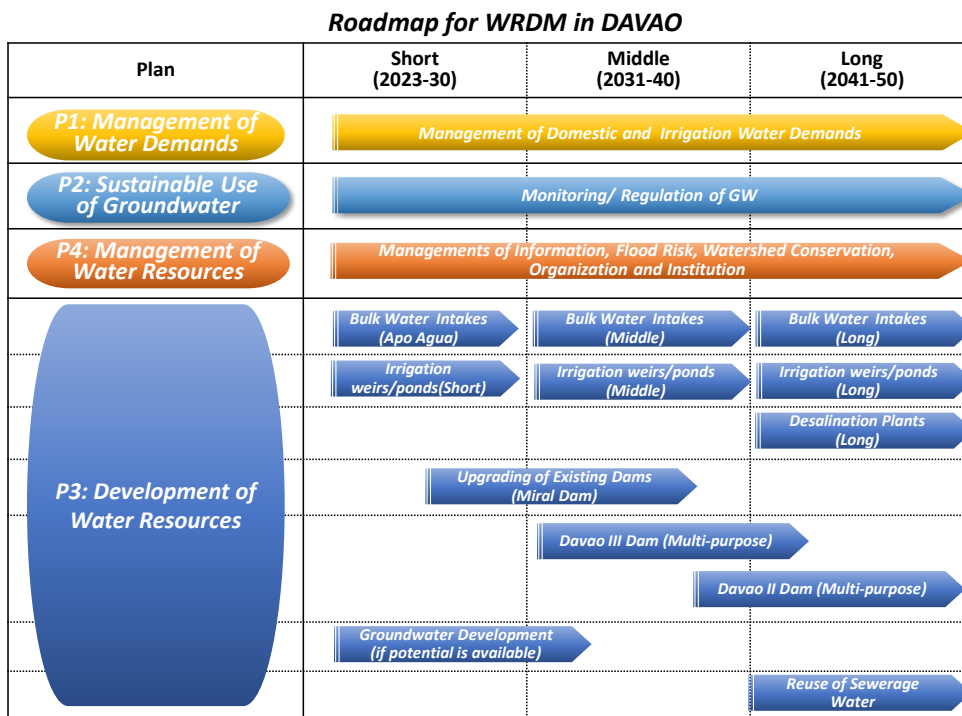 Roadmap for WRDM in DAVAO
Plan
Short
(2023-30)
Middle
(2031-40)
Long
(2041-50)
P1: Management of
Water Demands
Management of Domestic and Irrigation Water Demands
P2: Sustainable Use
of Groundwater
Monitoring/ Regulation of GW
P4: Management of
Water Resources
Managements of Information, Flood Risk, Watershed Conservation,
Organization and Institution
P3: Development of
Water Resources
Bulk Water Intakes
(Apo Agua)
Bulk Water Intakes
(Middle)
Bulk Water Intakes
(Long)
Irrigation
weirs/ponds(Short)
Irrigation weirs/ponds
(Middle)
Irrigation weirs/ponds
(Long)
Desalination Plants
(Long)
Upgrading of Existing Dams
(Miral Dam)
Davao III Dam (Multi-purpose)
Davao II Dam (Multi-purpose)
Groundwater Development
(if potential is available)
Reuse of Sewerage
Water